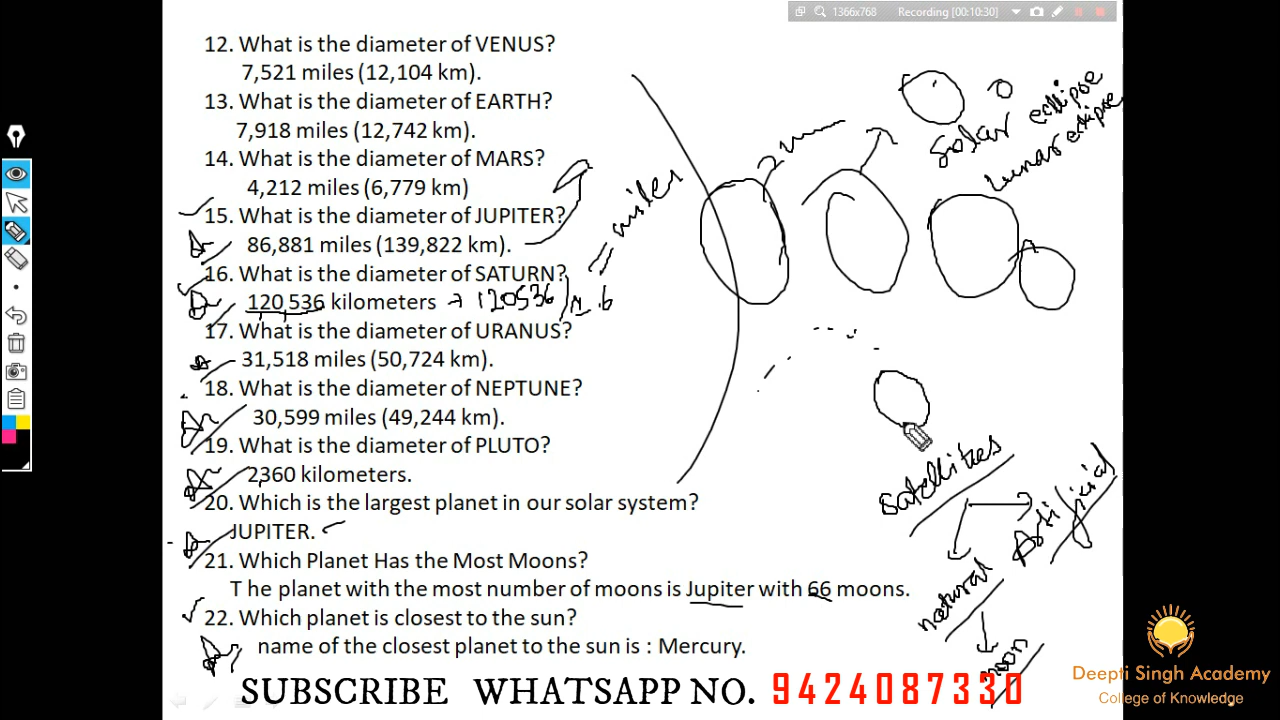 1366x768 Recording [00:10:30]
12. What is the diameter of VENUS?
7,521 miles (12,104 km).
13. What is the diameter of EARTH?
7,918 miles (12,742 km).
14. What is the diameter of MARS?
4,212 miles (6,779 km)
15. What is the diameter of JUPITER?
86,881 miles (139,822 km).
16. What is the diameter of SATURN?
120,536 kilometers → 120536/1.6
miles
17. What is the diameter of URANUS?
31,518 miles (50,724 km).
18. What is the diameter of NEPTUNE?
30,599 miles (49,244 km).
19. What is the diameter of PLUTO?
2360 kilometers.
20. Which is the largest planet in our solar system?
JUPITER.
21. Which Planet Has the Most Moons?
T he planet with the most number of moons is Jupiter with 66 moons.
22. Which planet is closest to the sun?
name of the closest planet to the sun is : Mercury.
solar eclipse
lunar eclipse
satellites
natural
moon
SUBSCRIBE WHATSAPP NO. 9424087330
Deepti Singh Academy
College of Knowledge